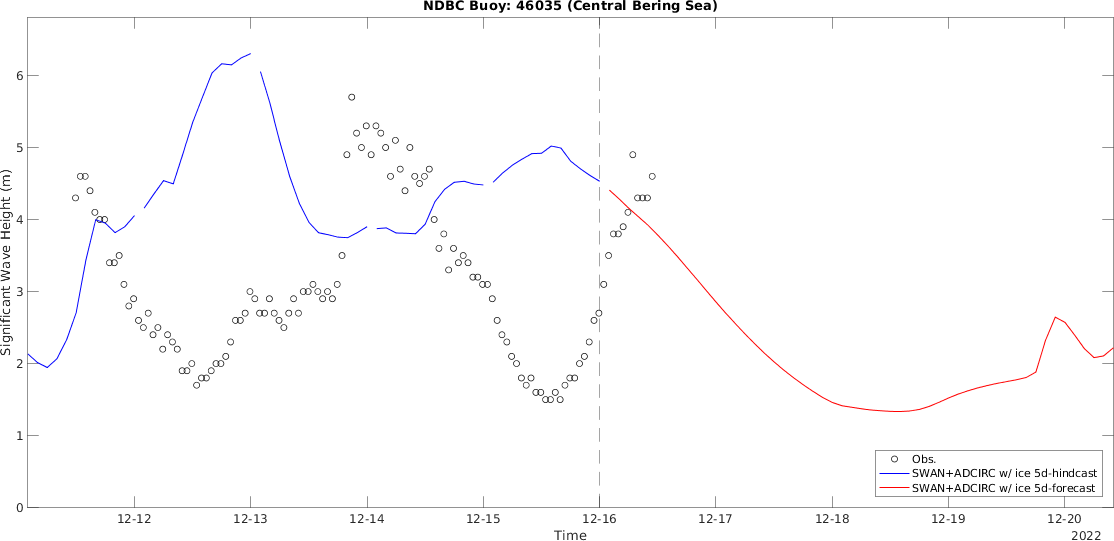 NDBC Buoy: 46035 (Central Bering Sea)
Significant Wave Height (m)
6
5
4
3
2
1
0
Obs.
SWAN+ADCIRC w/ ice 5d-hindcast
SWAN+ADCIRC w/ ice 5d-forecast
12-12 12-13 12-14 12-15 12-16 12-17 12-18 12-19 12-20
Time
2022